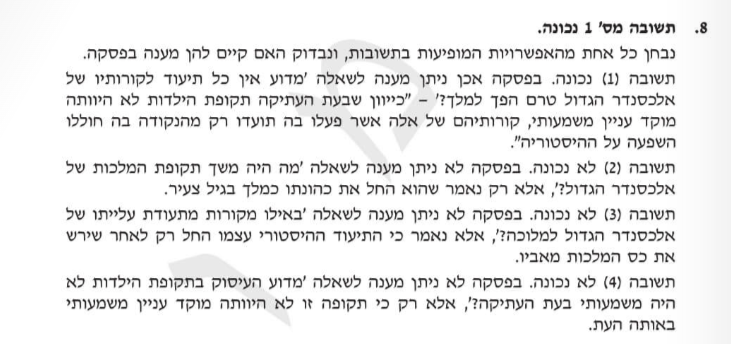 8. תשובה מס' 1 נכונה.
נבחן כל אחת מהאפשרויות המופיעות בתשובות, ונבדוק האם קיים להן מענה בפסקה.
תשובה (1) נכונה. בפסקה אכן ניתן מענה לשאלה 'מדוע אין כל תיעוד לקורותיו של
אלכסנדר הגדול טרם הפך למלך?' – "כייוון שבעת העתיקה תקופת הילדות לא היוותה
מוקד עניין משמעותי, קורותיהם של אלה אשר פעלו בה תועדו רק מהנקודה בה חוללו
השפעה על ההיסטוריה".
תשובה (2) לא נכונה. בפסקה לא ניתן מענה לשאלה 'מה היה משך תקופת המלכות של
אלכסנדר הגדול?', אלא רק נאמר שהוא החל את כהונתו כמלך בגיל צעיר.
תשובה (3) לא נכונה. בפסקה לא ניתן מענה לשאלה 'באילו מקורות מתועדת עלייתו של
אלכסנדר הגדול למלוכה?', אלא נאמר כי התיעוד ההיסטורי עצמו החל רק לאחר שירש
את כס המלכות מאביו.
תשובה (4) לא נכונה. בפסקה לא ניתן מענה לשאלה 'מדוע העיסוק בתקופת הילדות לא
היה משמעותי בעת העתיקה?', אלא רק כי תקופה זו לא היוותה מוקד עניין משמעותי
באותה העת.